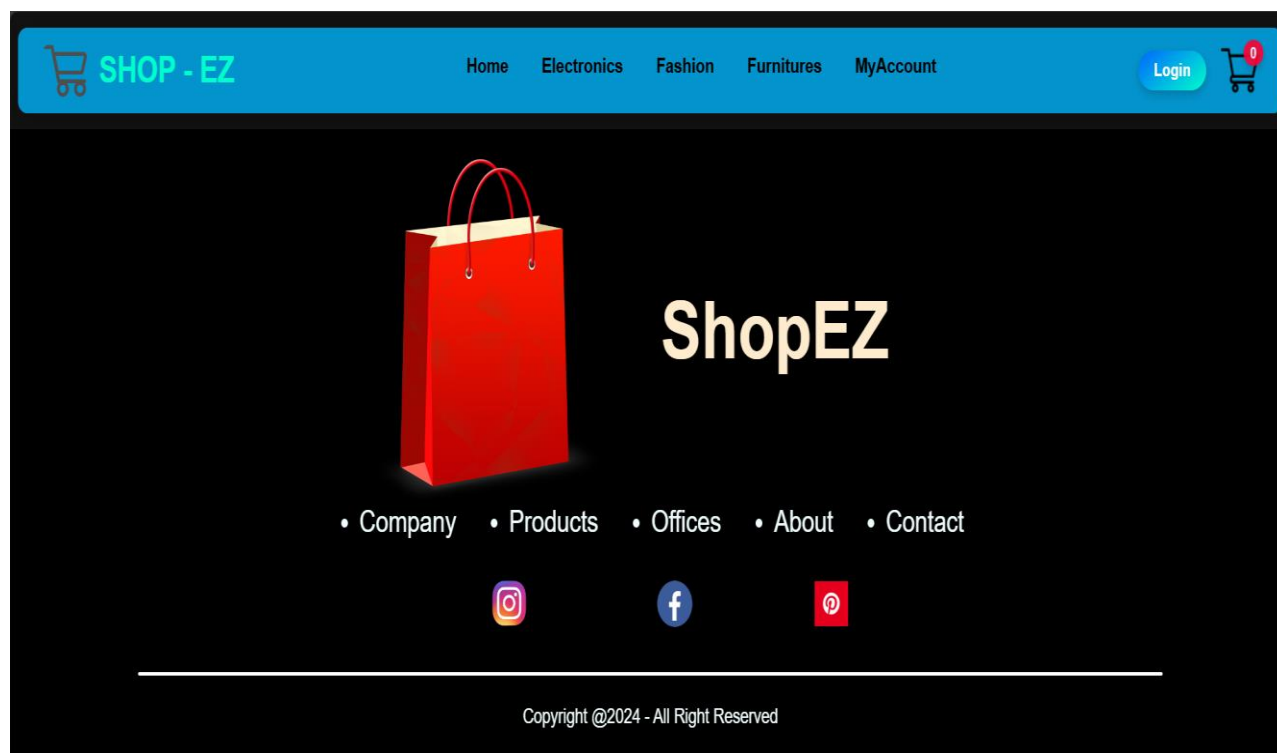 SHOP - EZ Home Electronics Fashion Furnitures MyAccount Login 0
ShopEZ
• Company • Products • Offices • About • Contact
Copyright @2024 - All Right Reserved